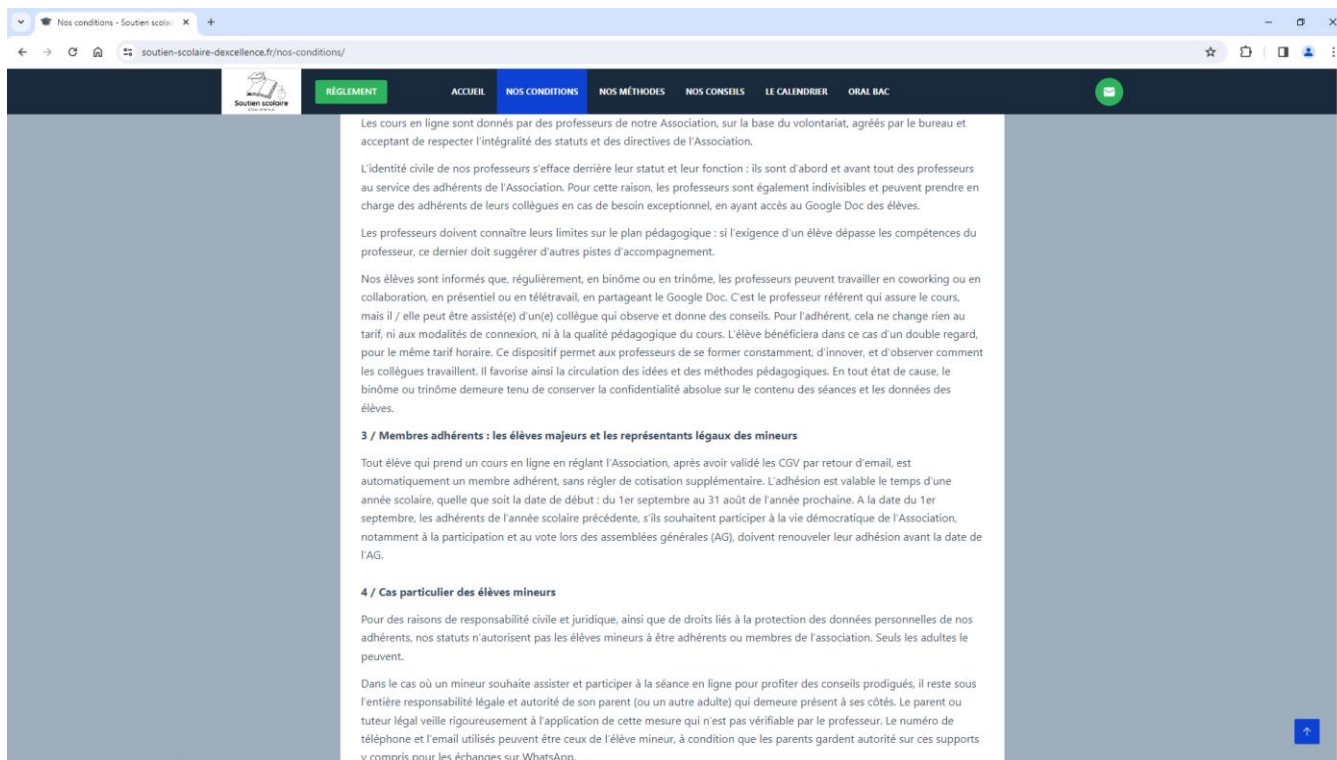 Nos conditions - Soutien scolai
soutien-scolaire-dexcellence.fr/nos-conditions/
Soutien scolaire
RÈGLEMENT
ACCUEIL
NOS CONDITIONS
NOS MÉTHODES
NOS CONSEILS
LE CALENDRIER
ORAL BAC
Les cours en ligne sont donnés par des professeurs de notre Association, sur la base du volontariat, agréés par le bureau et
acceptant de respecter l'intégralité des statuts et des directives de l'Association.
L'identité civile de nos professeurs s'efface derrière leur statut et leur fonction : ils sont d'abord et avant tout des professeurs
au service des adhérents de l'Association. Pour cette raison, les professeurs sont également indivisibles et peuvent prendre en
charge des adhérents de leurs collègues en cas de besoin exceptionnel, en ayant accès au Google Doc des élèves.
Les professeurs doivent connaître leurs limites sur le plan pédagogique : si l'exigence d'un élève dépasse les compétences du
professeur, ce dernier doit suggérer d'autres pistes d'accompagnement.
Nos élèves sont informés que, régulièrement, en binôme ou en trinôme, les professeurs peuvent travailler en coworking ou en
collaboration, en présentiel ou en télétravail, en partageant le Google Doc. C'est le professeur référent qui assure le cours,
mais il / elle peut être assisté(e) d'un(e) collègue qui observe et donne des conseils. Pour l'adhérent, cela ne change rien au
tarif, ni aux modalités de connexion, ni à la qualité pédagogique du cours. L'élève bénéficiera dans ce cas d'un double regard,
pour le même tarif horaire. Ce dispositif permet aux professeurs de se former constamment, d'innover, et d'observer comment
les collègues travaillent. Il favorise ainsi la circulation des idées et des méthodes pédagogiques. En tout état de cause, le
binôme ou trinôme demeure tenu de conserver la confidentialité absolue sur le contenu des séances et les données des
élèves.
3 / Membres adhérents : les élèves majeurs et les représentants légaux des mineurs
Tout élève qui prend un cours en ligne en réglant l'Association, après avoir validé les CGV par retour d'email, est
automatiquement un membre adhérent, sans régler de cotisation supplémentaire. L'adhésion est valable le temps d'une
année scolaire, quelle que soit la date de début : du 1er septembre au 31 août de l'année prochaine. A la date du 1er
septembre, les adhérents de l'année scolaire précédente, s'ils souhaitent participer à la vie démocratique de l'Association,
notamment à la participation et au vote lors des assemblées générales (AG), doivent renouveler leur adhésion avant la date de
l'AG.
4 / Cas particulier des élèves mineurs
Pour des raisons de responsabilité civile et juridique, ainsi que de droits liés à la protection des données personnelles de nos
adhérents, nos statuts n'autorisent pas les élèves mineurs à être adhérents ou membres de l'association. Seuls les adultes le
peuvent.
Dans le cas où un mineur souhaite assister et participer à la séance en ligne pour profiter des conseils prodigués, il reste sous
l'entière responsabilité légale et autorité de son parent (ou un autre adulte) qui demeure présent à ses côtés. Le parent ou
tuteur légal veille rigoureusement à l'application de cette mesure qui n'est pas vérifiable par le professeur. Le numéro de
téléphone et l'email utilisés peuvent être ceux de l'élève mineur, à condition que les parents gardent autorité sur ces supports
y compris pour les échanges sur WhatsApp.